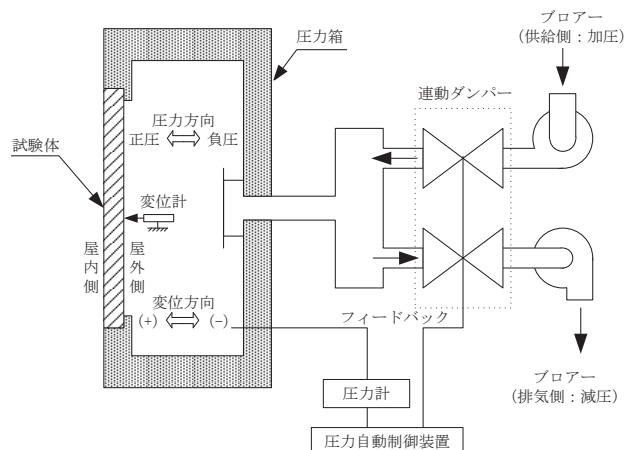 ブロアー
(供給側：加圧)
圧力箱
連動ダンパー
圧力方向
正圧
負圧
試験体
変位計
屋内側
屋外側
変位方向
(+)
(−)
フィードバック
圧力計
ブロアー
(排気側：減圧)
圧力自動制御装置